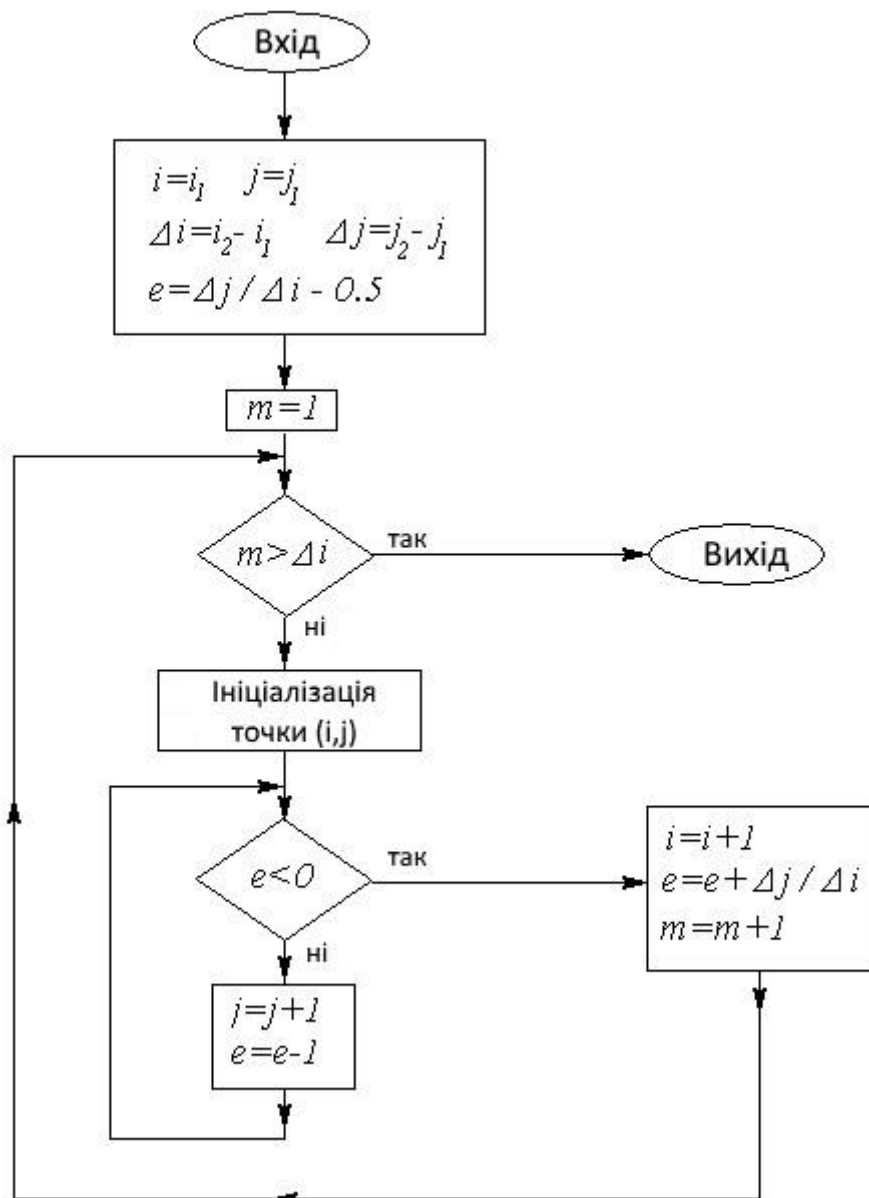 Вхід
i=i₁ j=j₁
Δi=i₂- i₁ Δj=j₂- j₁
e=Δj / Δi - 0.5
m=1
m>Δi
так
Вихід
ні
Ініціалізація
точки (i,j)
e<0
так
i=i+1
e=e+Δj / Δi
m=m+1
ні
j=j+1
e=e-1